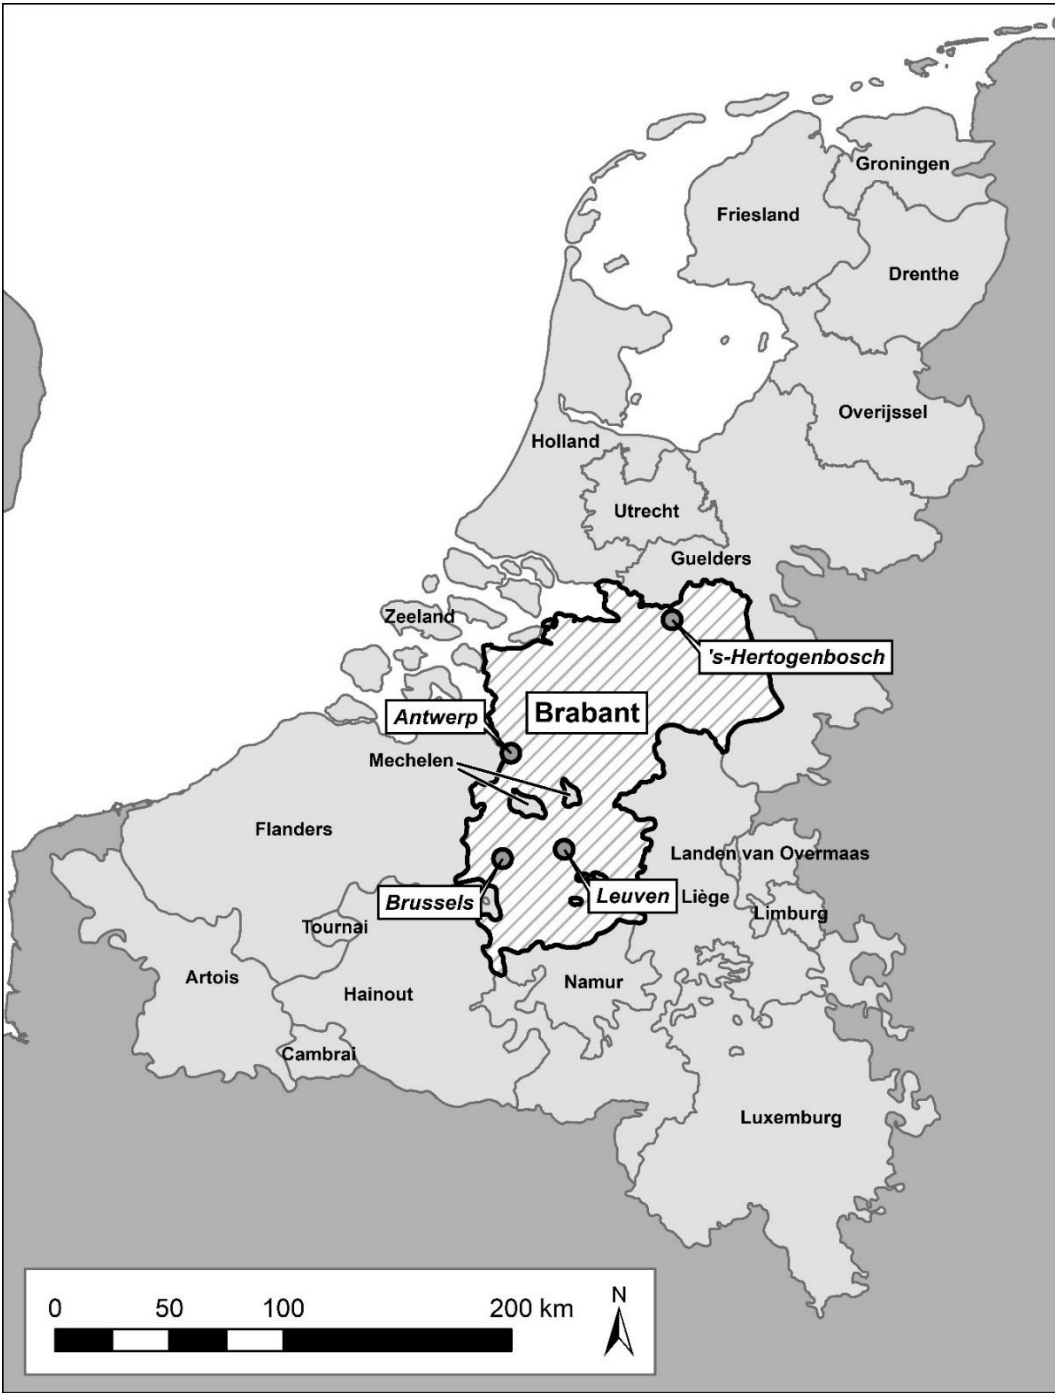 Groningen
Friesland
Drenthe
Overijssel
Holland
Utrecht
Guelders
Zeeland
's-Hertogenbosch
Antwerp
Brabant
Mechelen
Flanders
Landen van Overmaas
Brussels
Leuven
Liège
Limburg
Tournai
Artois
Hainout
Namur
Cambrai
Luxemburg
0 50 100 200 km
N